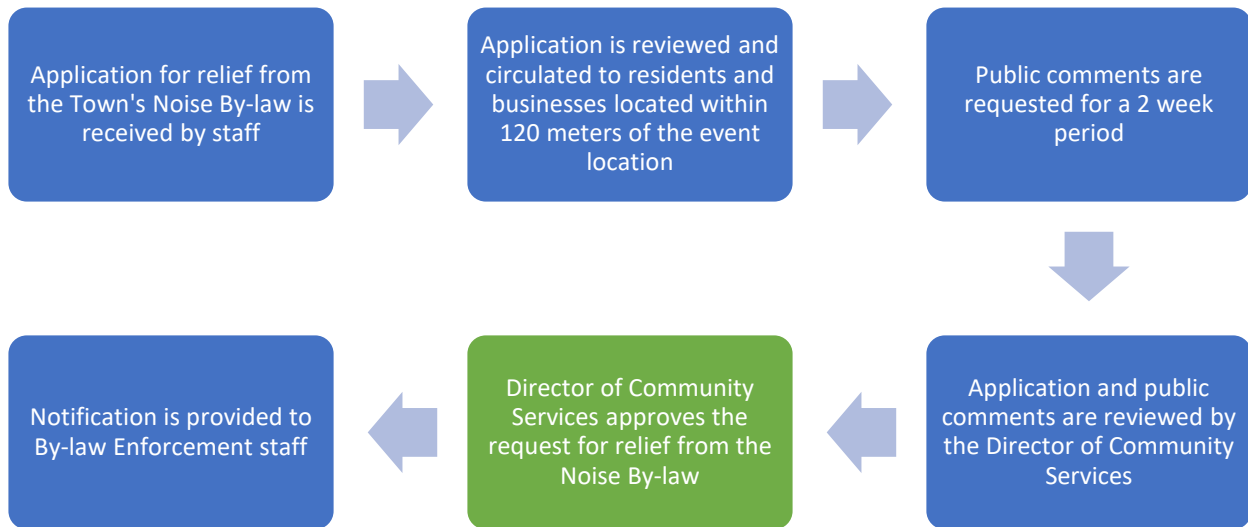 Application for relief from
the Town's Noise By-law is
received by staff
Application is reviewed and
circulated to residents and
businesses located within
120 meters of the event
location
Public comments are
requested for a 2 week
period
Application and public
comments are reviewed by
the Director of Community
Services
Director of Community
Services approves the
request for relief from the
Noise By-law
Notification is provided to
By-law Enforcement staff